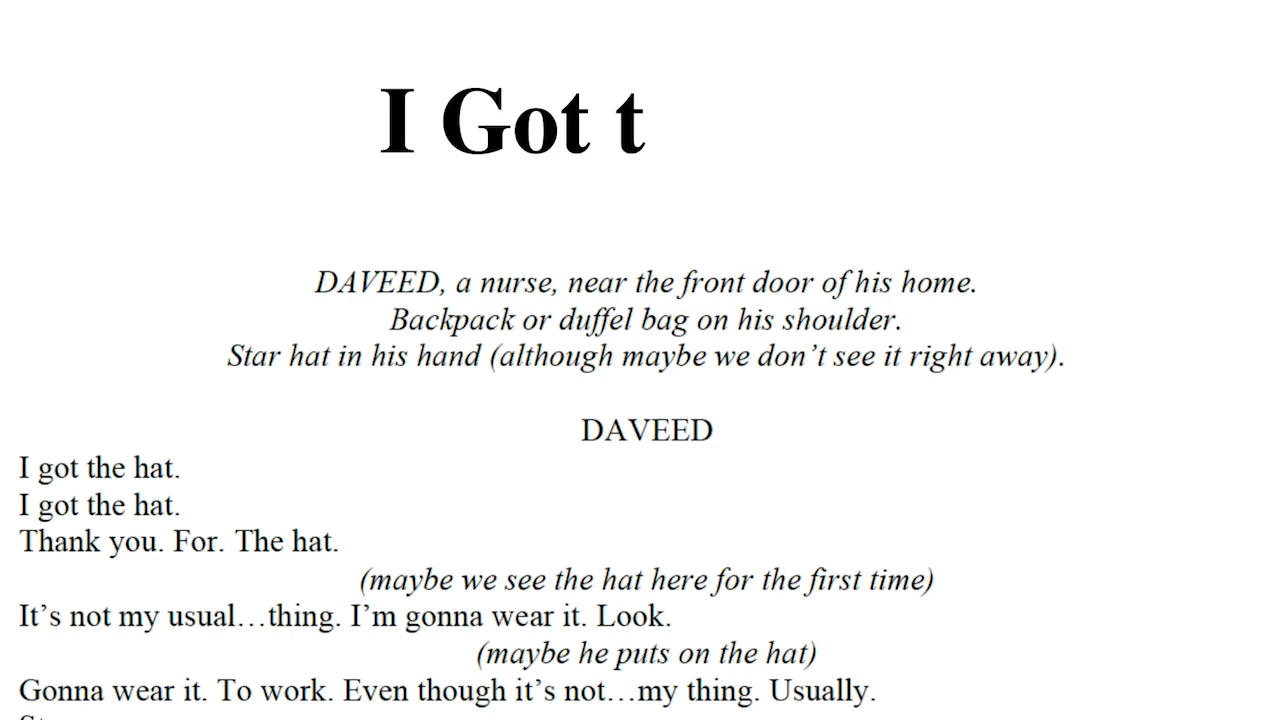 I Got t
DAVEED, a nurse, near the front door of his home.
Backpack or duffel bag on his shoulder.
Star hat in his hand (although maybe we don’t see it right away).
DAVEED
I got the hat.
I got the hat.
Thank you. For. The hat.
(maybe we see the hat here for the first time)
It’s not my usual…thing. I’m gonna wear it. Look.
(maybe he puts on the hat)
Gonna wear it. To work. Even though it’s not…my thing. Usually.